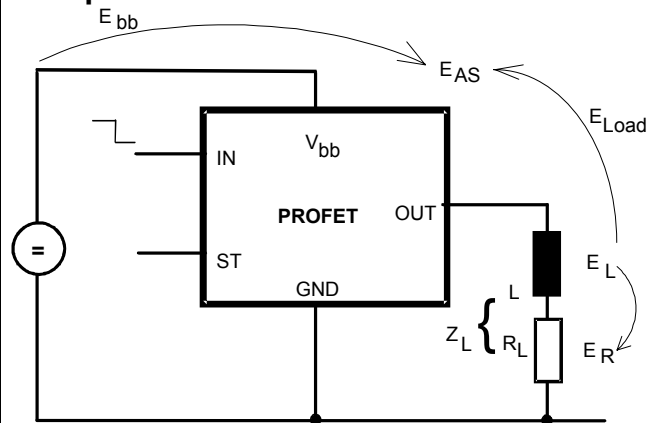 E bb
E AS
E Load
V bb
IN
PROFET
OUT
=
ST
GND
E L
L
Z L { R L
E R